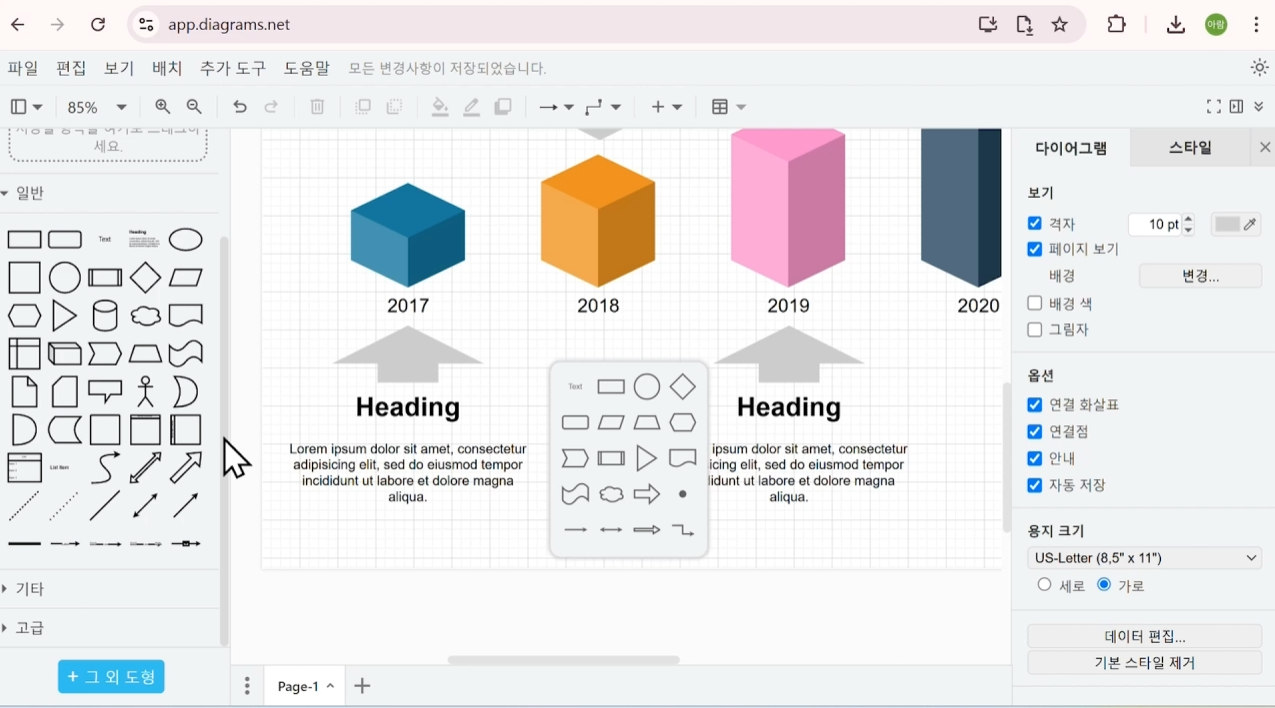 app.diagrams.net
아람
파일 편집 보기 배치 추가 도구 도움말 모든 변경사항이 저장되었습니다.
85%
세요.
일반
Text
Heading
List Item
기타
고급
+ 그 외 도형
2017 2018 2019 2020
Heading
Lorem ipsum dolor sit amet, consectetur
adipisicing elit, sed do eiusmod tempor
incididunt ut labore et dolore magna
aliqua.
Text
Heading
ipsum dolor sit amet, consectetur
icing elit, sed do eiusmod tempor
idunt ut labore et dolore magna
aliqua.
Page-1
다이어그램 스타일
보기
격자 10 pt
페이지 보기
배경 변경...
배경 색
그림자
옵션
연결 화살표
연결점
안내
자동 저장
용지 크기
US-Letter (8,5" x 11")
세로 가로
데이터 편집...
기본 스타일 제거